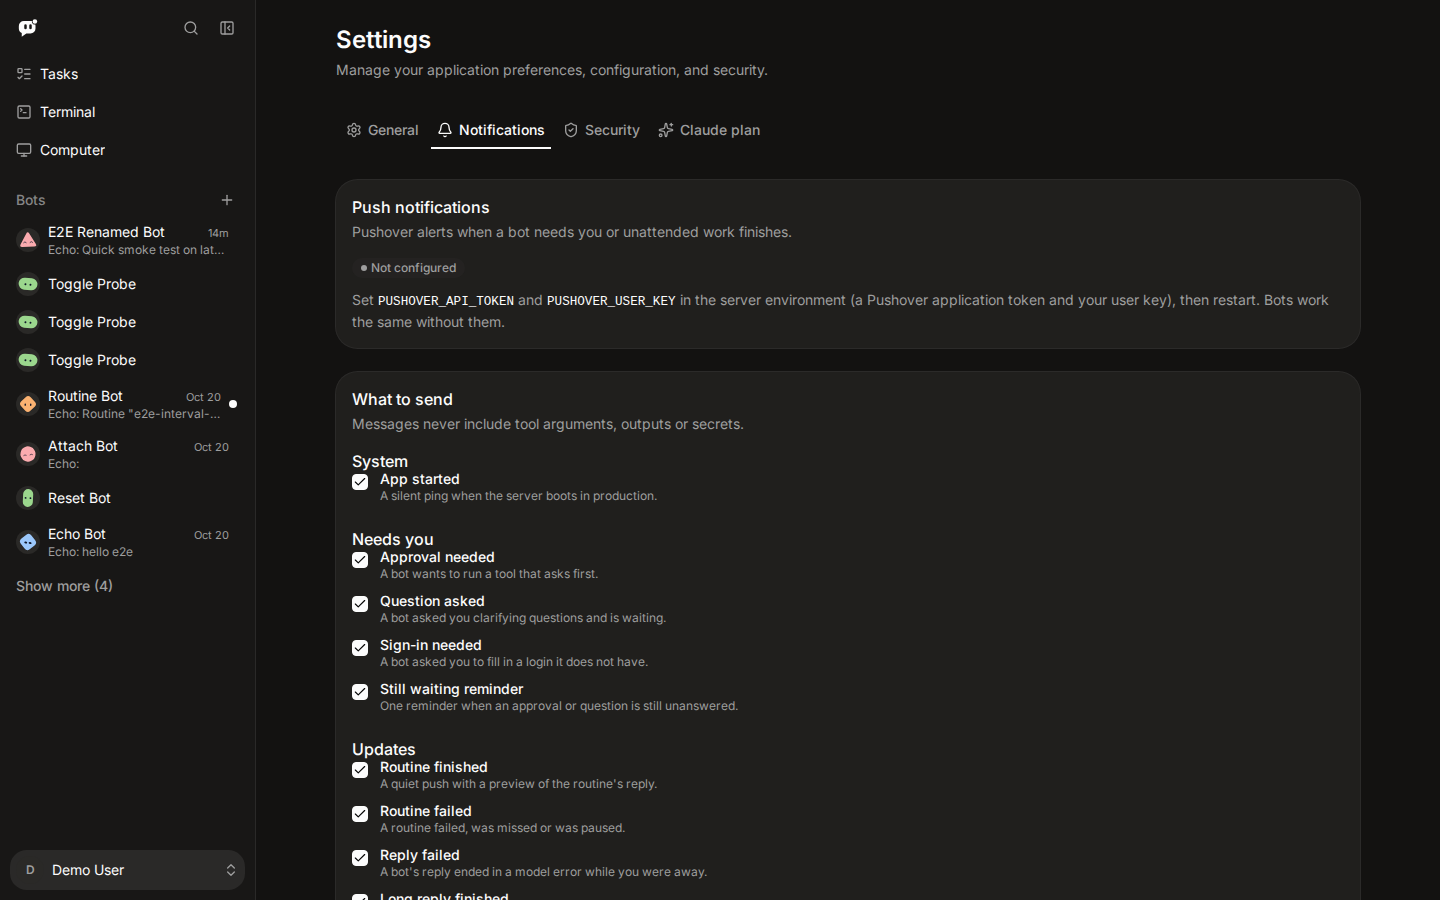 Tasks
Terminal
Computer
Bots
E2E Renamed Bot 14m
Echo: Quick smoke test on lat...
Toggle Probe
Toggle Probe
Toggle Probe
Routine Bot Oct 20
Echo: Routine "e2e-interval-...
Attach Bot Oct 20
Echo:
Reset Bot
Echo Bot Oct 20
Echo: hello e2e
Show more (4)
D Demo User
Settings
Manage your application preferences, configuration, and security.
General Notifications Security Claude plan
Push notifications
Pushover alerts when a bot needs you or unattended work finishes.
Not configured
Set PUSHOVER_API_TOKEN and PUSHOVER_USER_KEY in the server environment (a Pushover application token and your user key), then restart. Bots work
the same without them.
What to send
Messages never include tool arguments, outputs or secrets.
System
App started
A silent ping when the server boots in production.
Needs you
Approval needed
A bot wants to run a tool that asks first.
Question asked
A bot asked you clarifying questions and is waiting.
Sign-in needed
A bot asked you to fill in a login it does not have.
Still waiting reminder
One reminder when an approval or question is still unanswered.
Updates
Routine finished
A quiet push with a preview of the routine's reply.
Routine failed
A routine failed, was missed or was paused.
Reply failed
A bot's reply ended in a model error while you were away.
Long reply finished